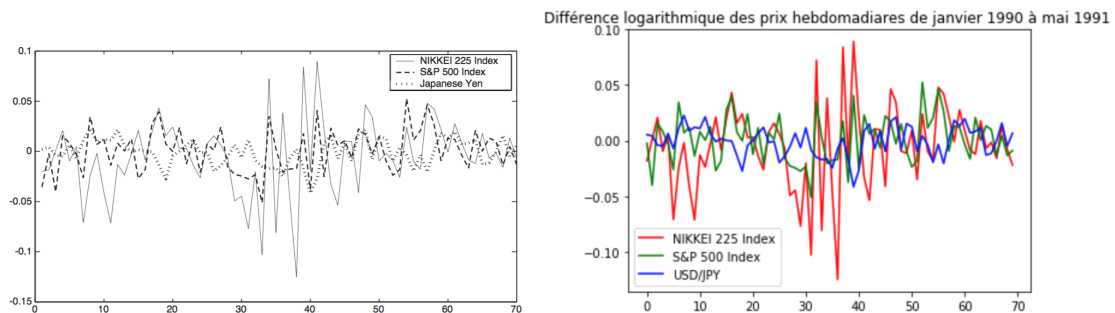 Différence logarithmique des prix hebdomadiares de janvier 1990 à mai 1991
0.1
0.05
0
-0.05
-0.1
-0.15
0 10 20 30 40 50 60 70
NIKKEI 225 Index
S&P 500 Index
Japanese Yen
0.10
0.05
0.00
−0.05
−0.10
0 10 20 30 40 50 60 70
NIKKEI 225 Index
S&P 500 Index
USD/JPY